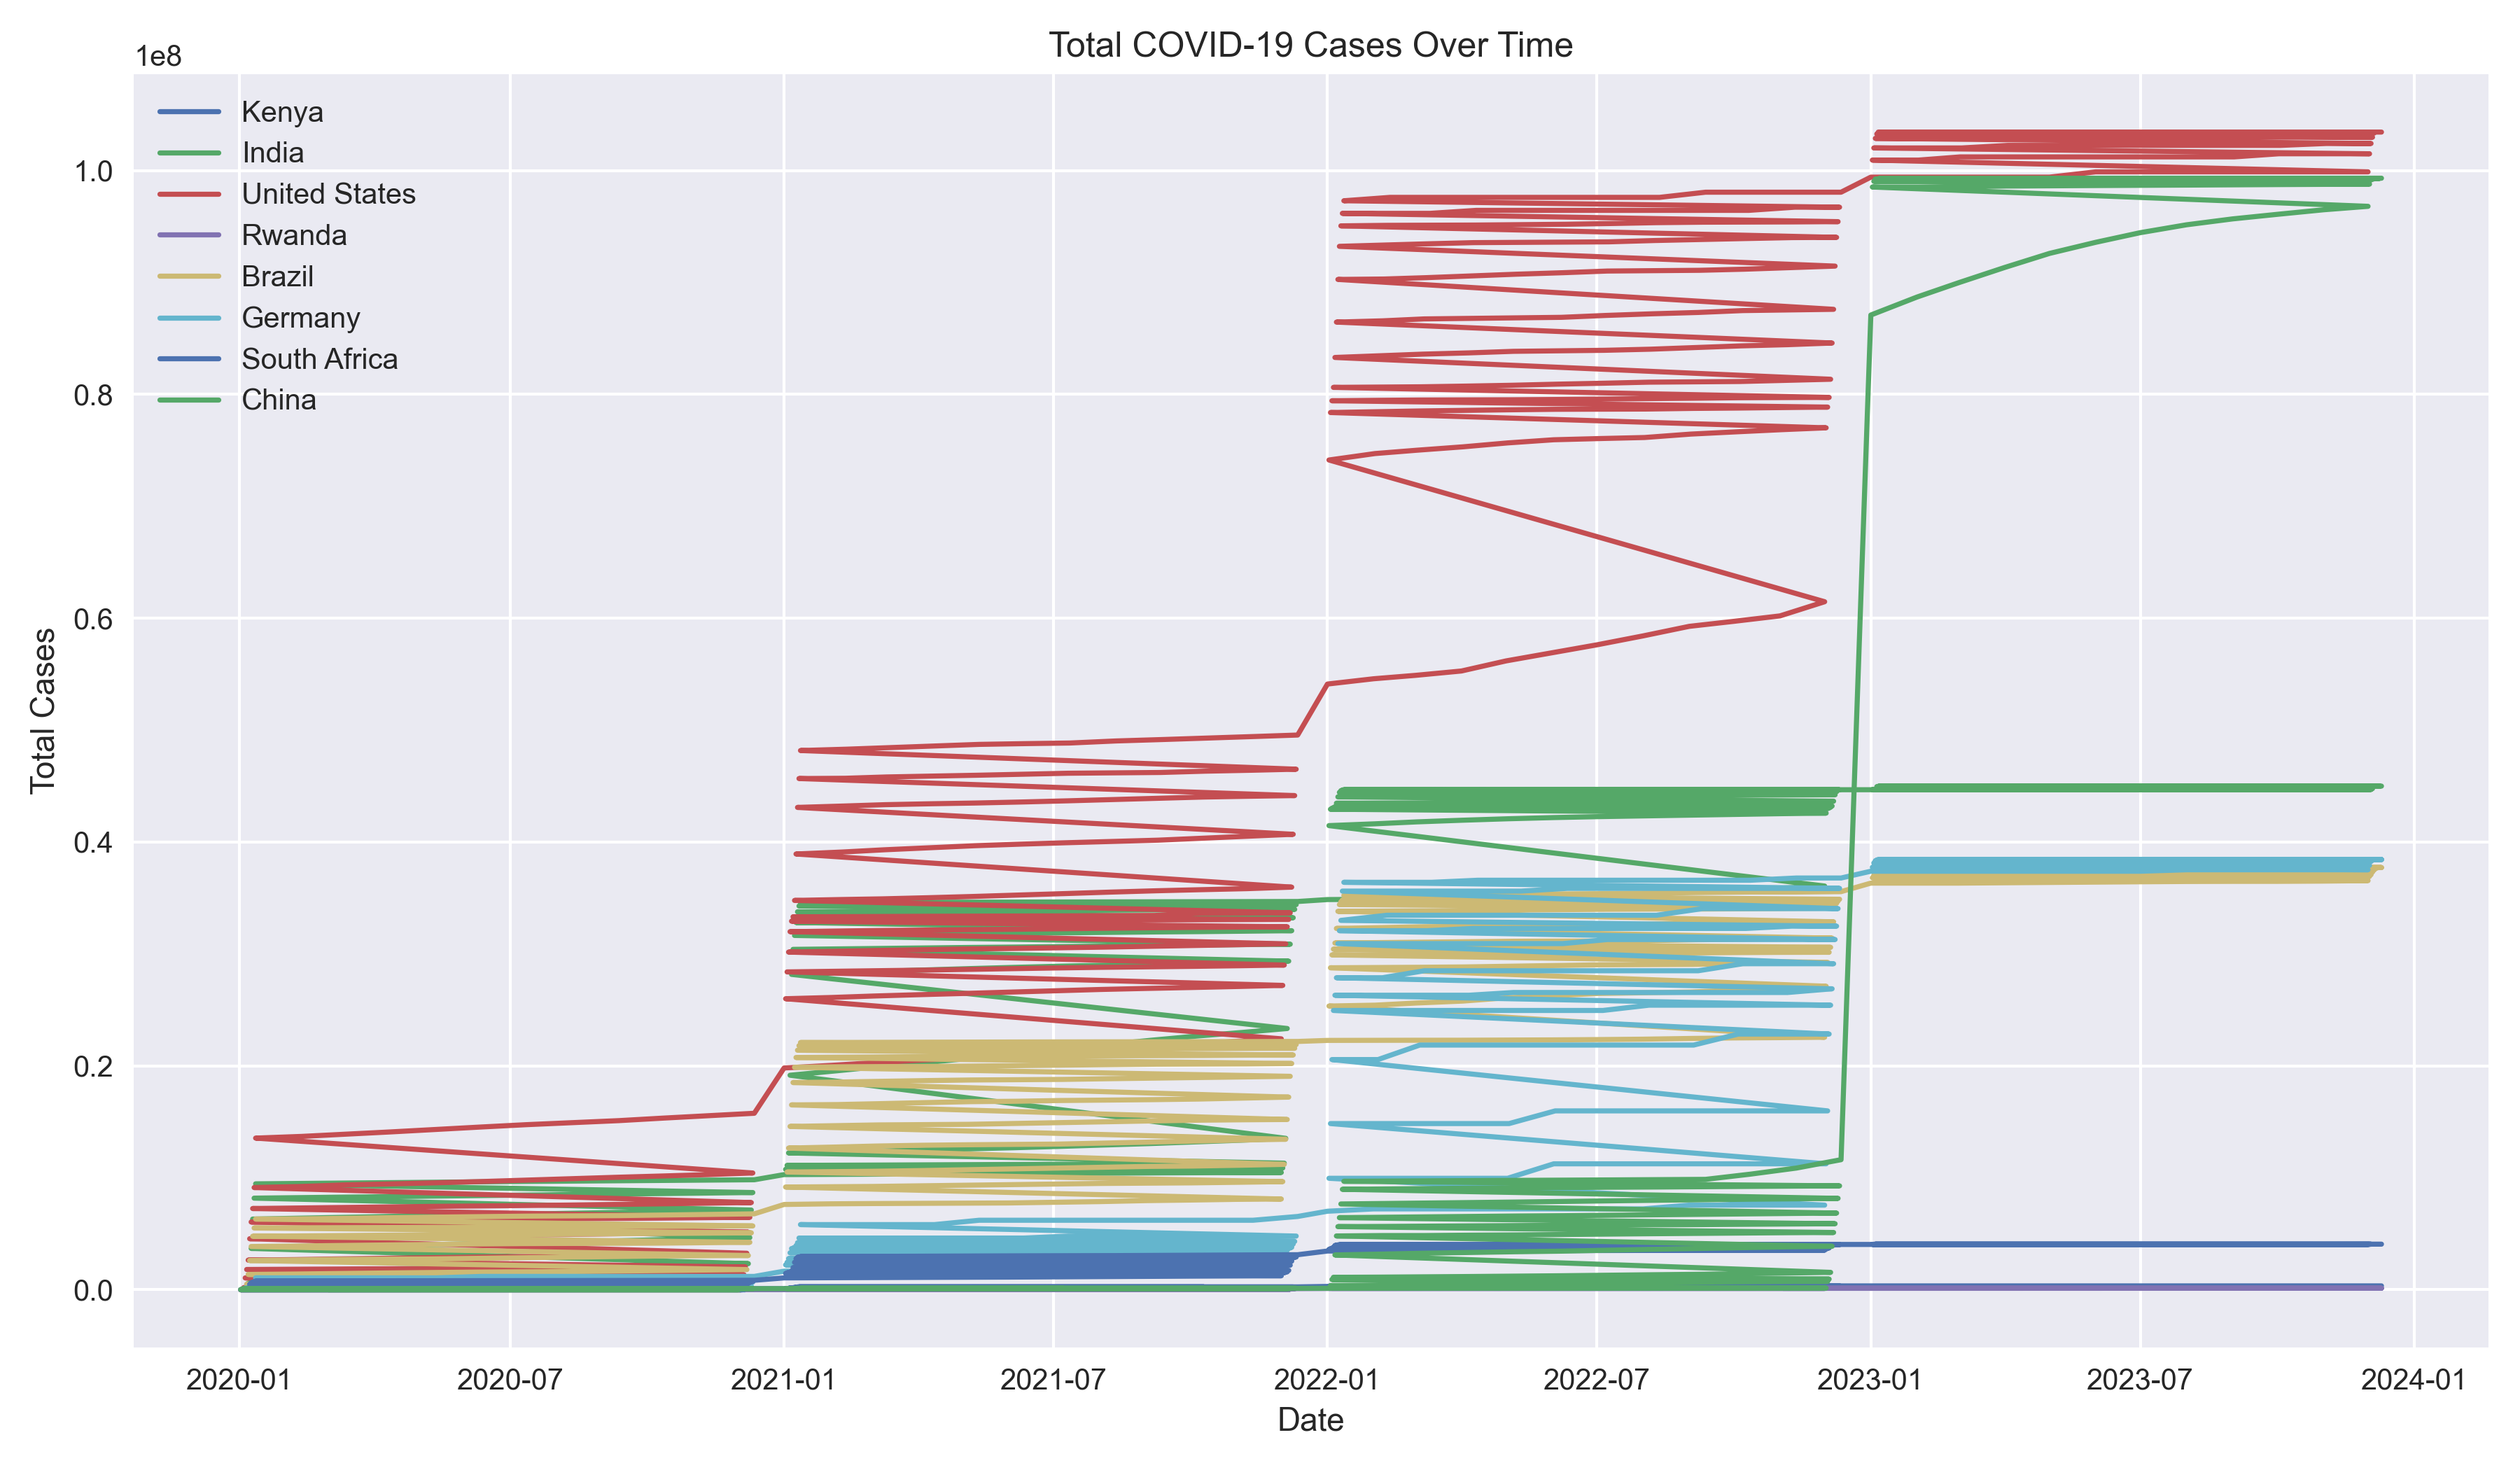 Total COVID-19 Cases Over Time
1e8
Kenya
India
United States
Rwanda
Brazil
Germany
South Africa
China
1.0
0.8
0.6
0.4
0.2
0.0
Total Cases
2020-01 2020-07 2021-01 2021-07 2022-01 2022-07 2023-01 2023-07 2024-01
Date